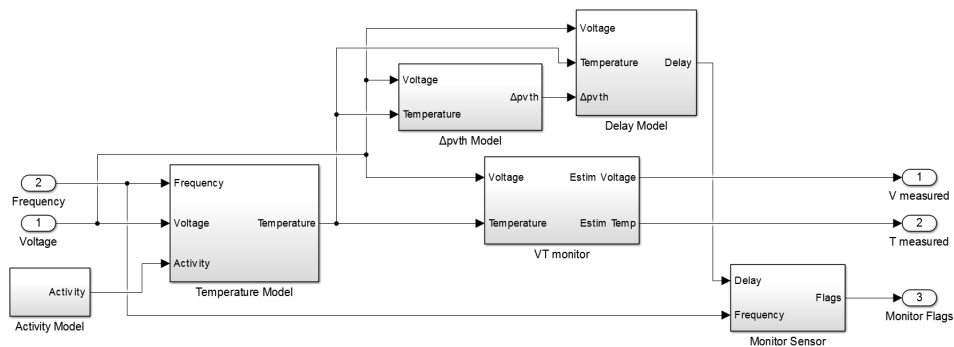 Voltage
Temperature
Delay
Δpvth
Delay Model
Voltage
Temperature
Δpvth
Δpvth Model
2
Frequency
1
Voltage
Frequency
Voltage
Activity
Temperature
Temperature Model
Activity
Activity Model
Voltage
Temperature
Estim Voltage
Estim Temp
VT monitor
1
V measured
2
T measured
Delay
Frequency
Flags
Monitor Sensor
3
Monitor Flags